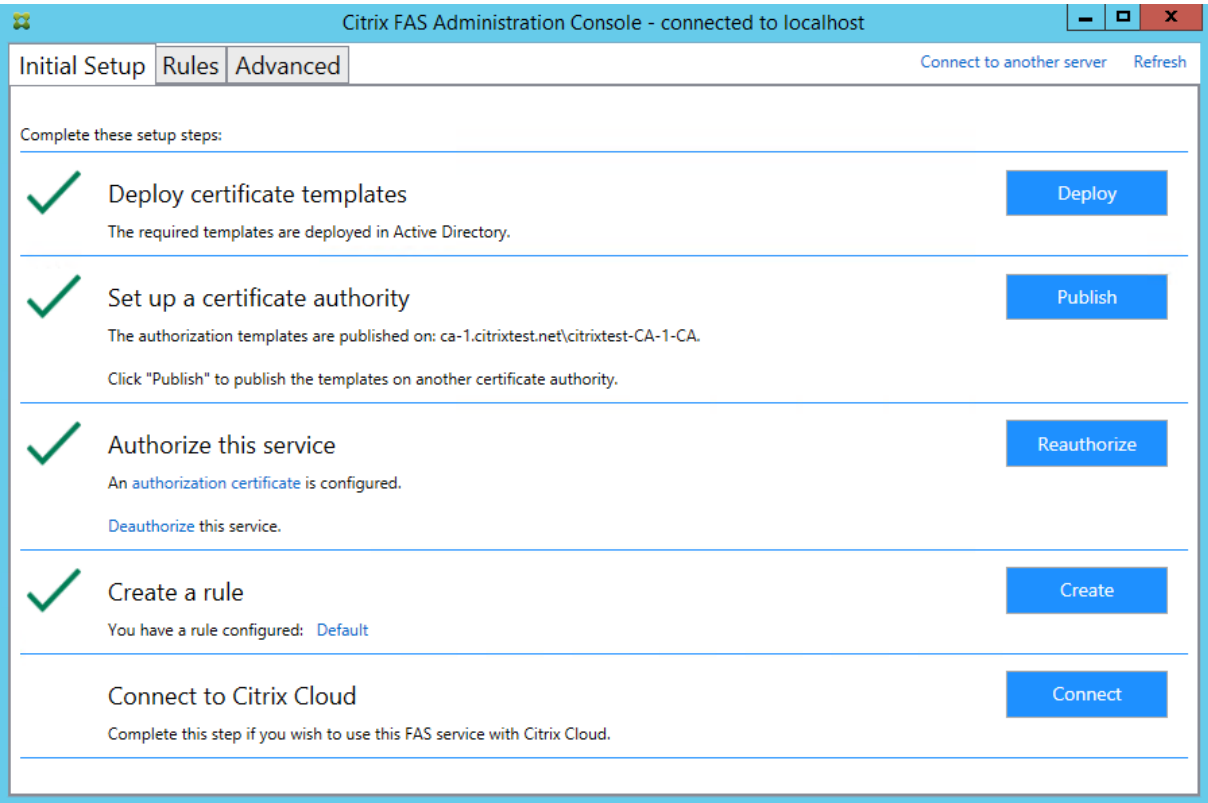 Citrix FAS Administration Console - connected to localhost
Initial Setup Rules Advanced Connect to another server Refresh
Complete these setup steps:
Deploy certificate templates Deploy
The required templates are deployed in Active Directory.
Set up a certificate authority Publish
The authorization templates are published on: ca-1.citrixtest.net\citrixtest-CA-1-CA.
Click "Publish" to publish the templates on another certificate authority.
Authorize this service Reauthorize
An authorization certificate is configured.
Deauthorize this service.
Create a rule Create
You have a rule configured: Default
Connect to Citrix Cloud Connect
Complete this step if you wish to use this FAS service with Citrix Cloud.